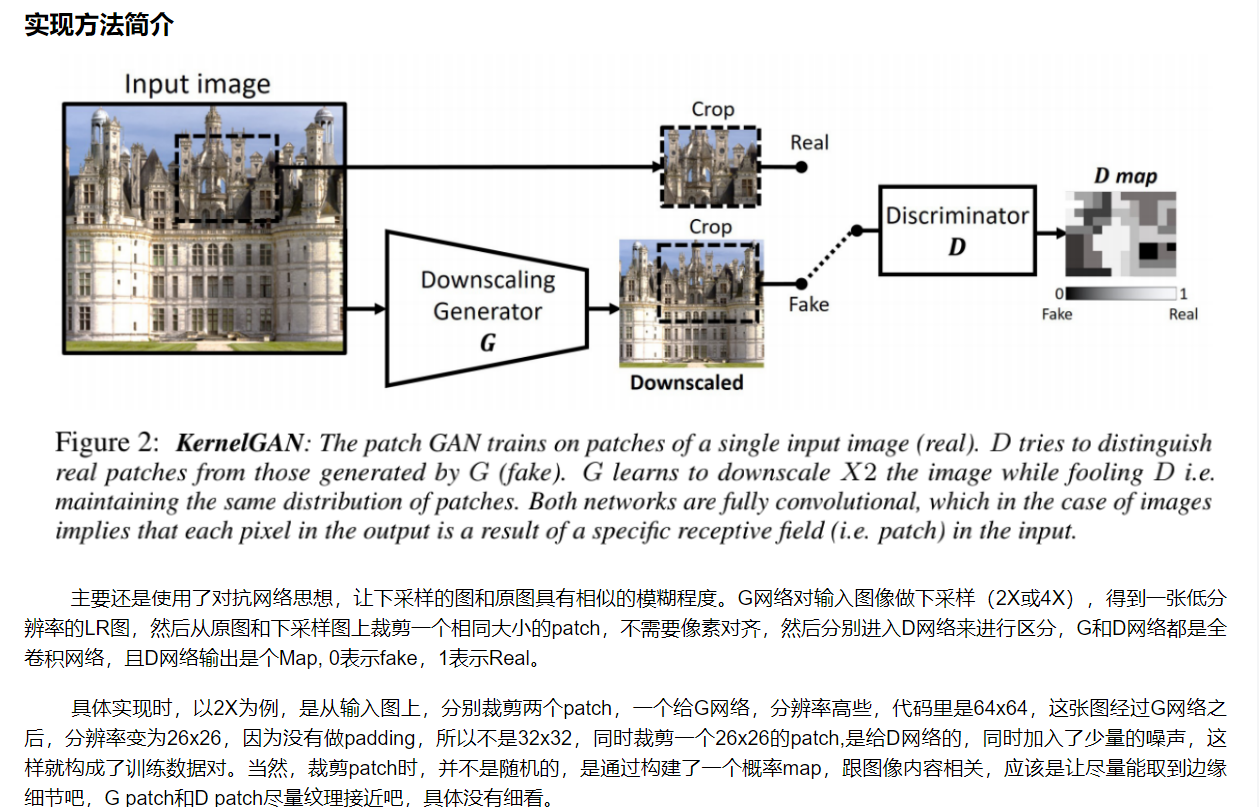 实现方法简介
Input image
Crop
Real
D map
Discriminator
D
Crop
Downscaling
Generator
G
Fake
0
1
Fake
Real
Downscaled
Figure 2: KernelGAN: The patch GAN trains on patches of a single input image (real). D tries to distinguish
real patches from those generated by G (fake). G learns to downscale X2 the image while fooling D i.e.
maintaining the same distribution of patches. Both networks are fully convolutional, which in the case of images
implies that each pixel in the output is a result of a specific receptive field (i.e. patch) in the input.
主要还是使用了对抗网络思想，让下采样的图和原图具有相似的模糊程度。G网络对输入图像做下采样（2X或4X），得到一张低分
辨率的LR图，然后从原图和下采样图上裁剪一个相同大小的patch，不需要像素对齐，然后分别进入D网络来进行区分，G和D网络都是全
卷积网络，且D网络输出是个Map, 0表示fake，1表示Real。
具体实现时，以2X为例，是从输入图上，分别裁剪两个patch，一个给G网络，分辨率高些，代码里是64x64，这张图经过G网络之
后，分辨率变为26x26，因为没有做padding，所以不是32x32，同时裁剪一个26x26的patch,是给D网络的，同时加入了少量的噪声，这
样就构成了训练数据对。当然，裁剪patch时，并不是随机的，是通过构建了一个概率map，跟图像内容相关，应该是让尽量能取到边缘
细节吧，G patch和D patch尽量纹理接近吧，具体没有细看。